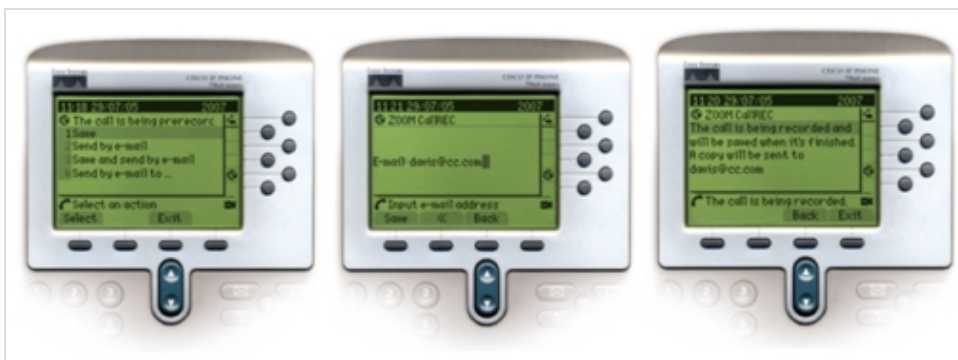 CISCO IP PHONE
11:18 29/07/05 2007
The call is being prerecorc
1 Save
2 Send by e-mail
3 Save and send by e-mail
4 Send by e-mail to ...
Select an action
Select Exit
CISCO IP PHONE
11:21 29/07/05 2007
ZOOM CallREC
E-mail davis@cc.com
Input e-mail address
Save << Back
CISCO IP PHONE
11:20 29/07/05 2007
ZOOM CallREC
The call is being recorded and
will be saved when it's finished.
A copy will be sent to
davis@cc.com
The call is being recorded.
Back Exit